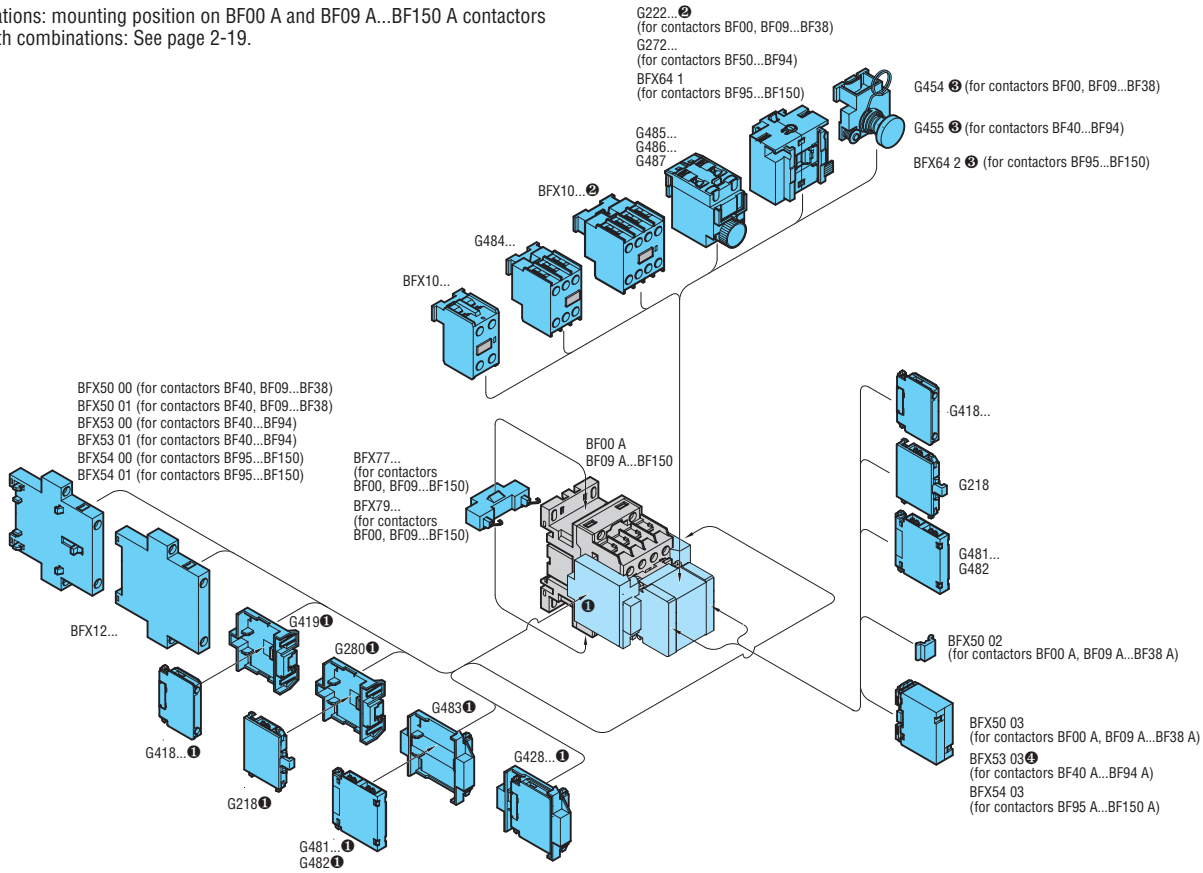 ations: mounting position on BF00 A and BF09 A...BF150 A contactors
th combinations: See page 2-19.
G222...❷
(for contactors BF00, BF09...BF38)
G272...
(for contactors BF50...BF94)
BFX64 1
(for contactors BF95...BF150)
G454 ❸ (for contactors BF00, BF09...BF38)
G455 ❸ (for contactors BF40...BF94)
BFX64 2 ❸ (for contactors BF95...BF150)
G485...
G486...
G487
BFX10...❷
G484...
BFX10...
BFX50 00 (for contactors BF40, BF09...BF38)
BFX50 01 (for contactors BF40, BF09...BF38)
BFX53 00 (for contactors BF40...BF94)
BFX53 01 (for contactors BF40...BF94)
BFX54 00 (for contactors BF95...BF150)
BFX54 01 (for contactors BF95...BF150)
BFX77...
(for contactors
BF00, BF09...BF150)
BFX79...
(for contactors
BF00, BF09...BF150)
BF00 A
BF09 A...BF150
❶
G418...
G218
G481...
G482
BFX50 02
(for contactors BF00 A, BF09 A...BF38 A)
BFX50 03
(for contactors BF00 A, BF09 A...BF38 A)
BFX53 03❹
(for contactors BF40 A...BF94 A)
BFX54 03
(for contactors BF95 A...BF150 A)
BFX12...
G419❶
G280❶
G483❶
G428...❶
G418...❶
G218❶
G481...❶
G482❶